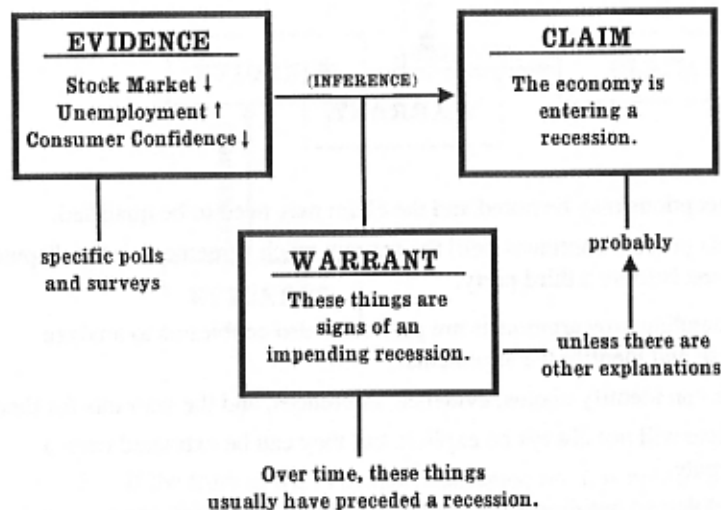 EVIDENCE
Stock Market ↓
Unemployment ↑
Consumer Confidence ↓
(INFERENCE)
CLAIM
The economy is
entering a
recession.
specific polls
and surveys
WARRANT
These things are
signs of an
impending recession.
probably
unless there are
other explanations
Over time, these things
usually have preceded a recession.